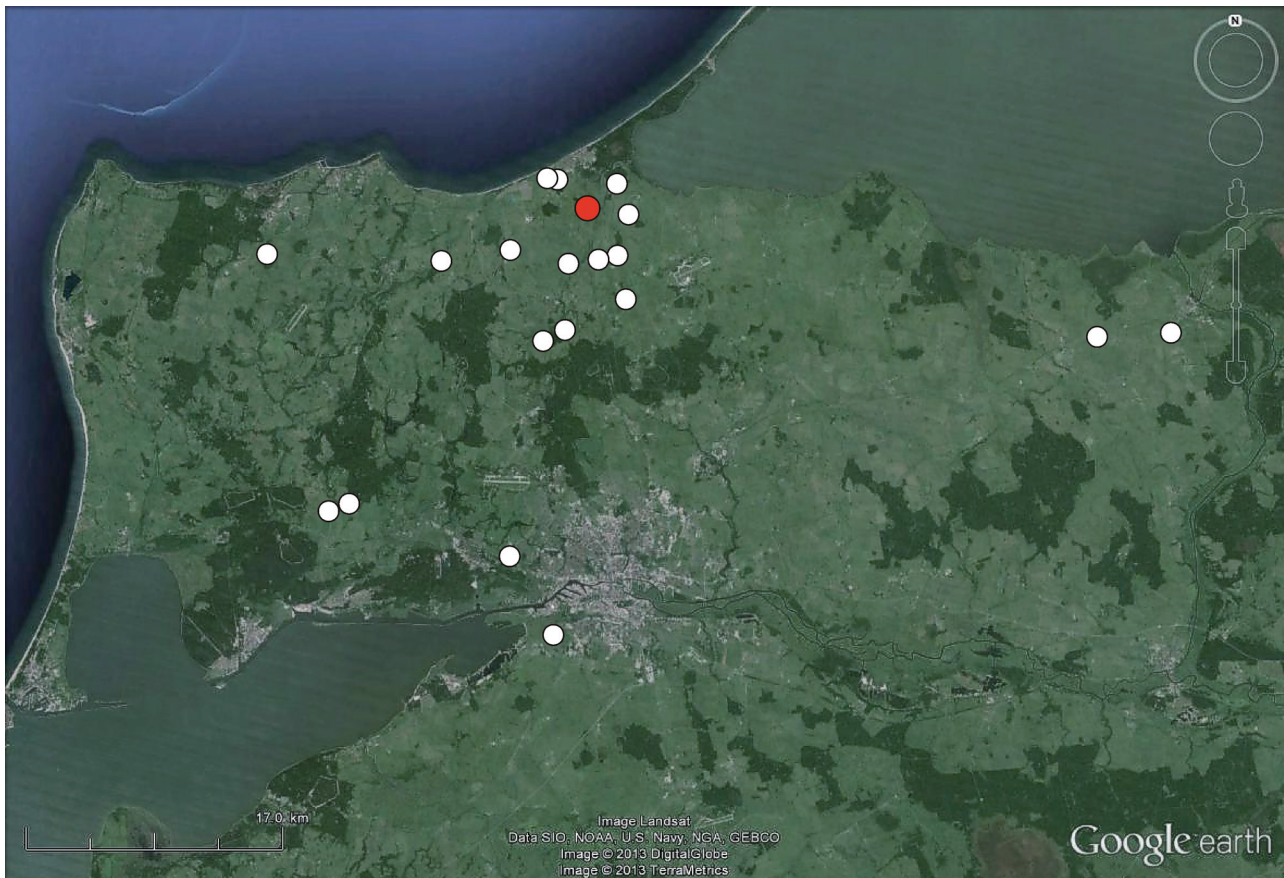 N
17.0 km
Image Landsat
Data SIO, NOAA, U.S. Navy, NGA, GEBCO
Image © 2013 DigitalGlobe
Image © 2013 TerraMetrics
Google earth